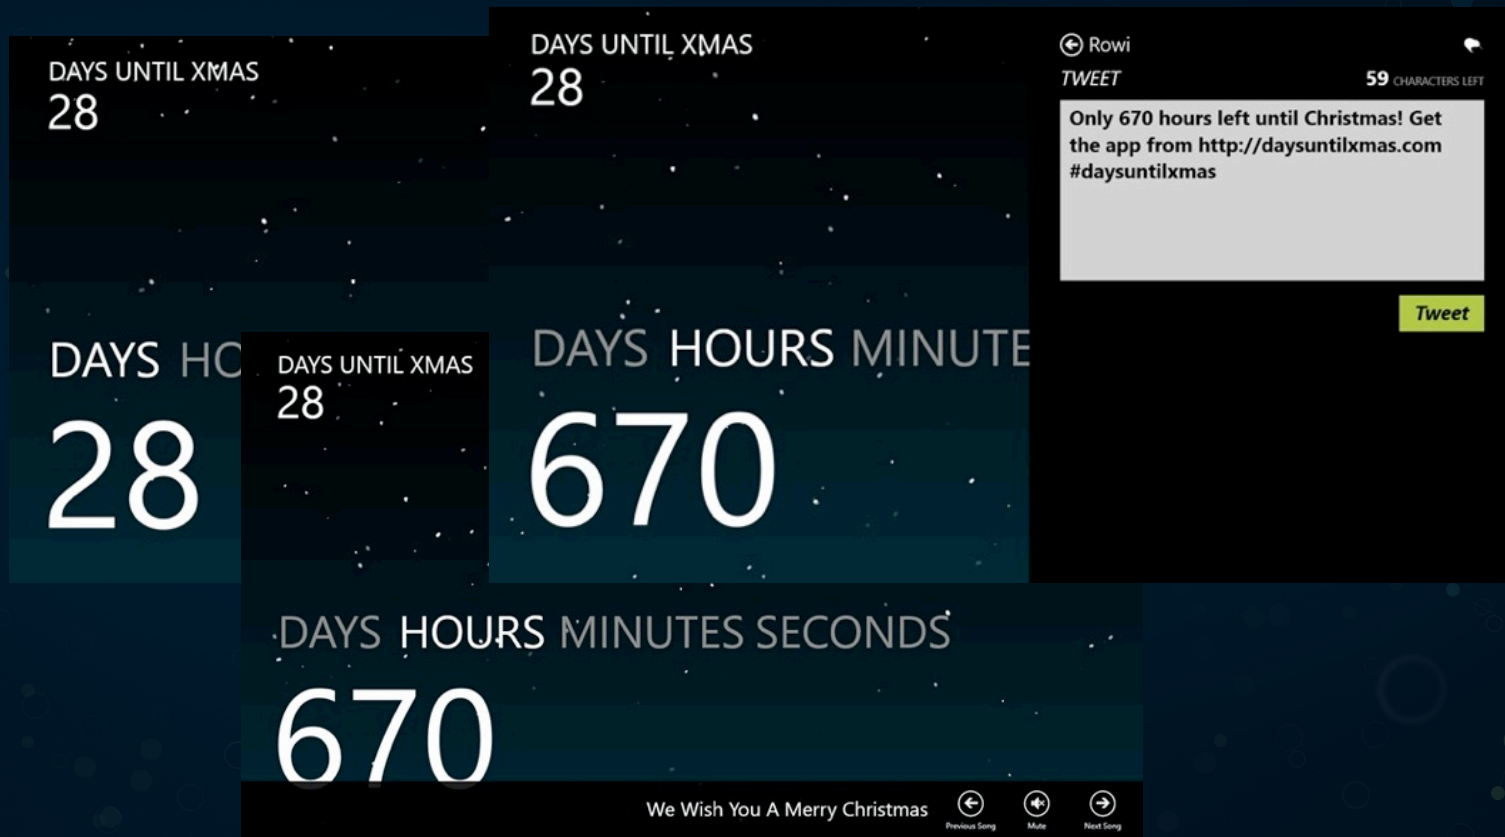 DAYS UNTIL XMAS
28
DAYS HO
28
DAYS UNTIL XMAS
28
DAYS HOURS MINUTE
670
Rowi
TWEET
59 CHARACTERS LEFT
Only 670 hours left until Christmas! Get
the app from http://daysuntilxmas.com
#daysuntilxmas
Tweet
DAYS UNTIL XMAS
28
DAYS HOURS MINUTES SECONDS
670
We Wish You A Merry Christmas
Previous Song
Mute
Next Song